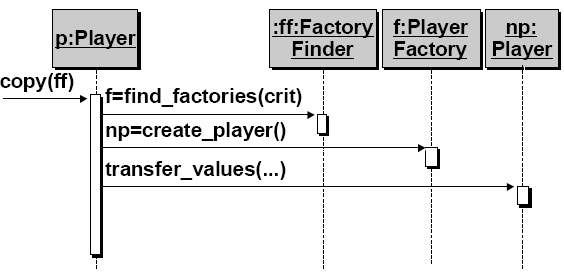 p:Player
:ff:Factory
Finder
f:Player
Factory
np:
Player
copy(ff)
f=find_factories(crit)
np=create_player()
transfer_values(...)